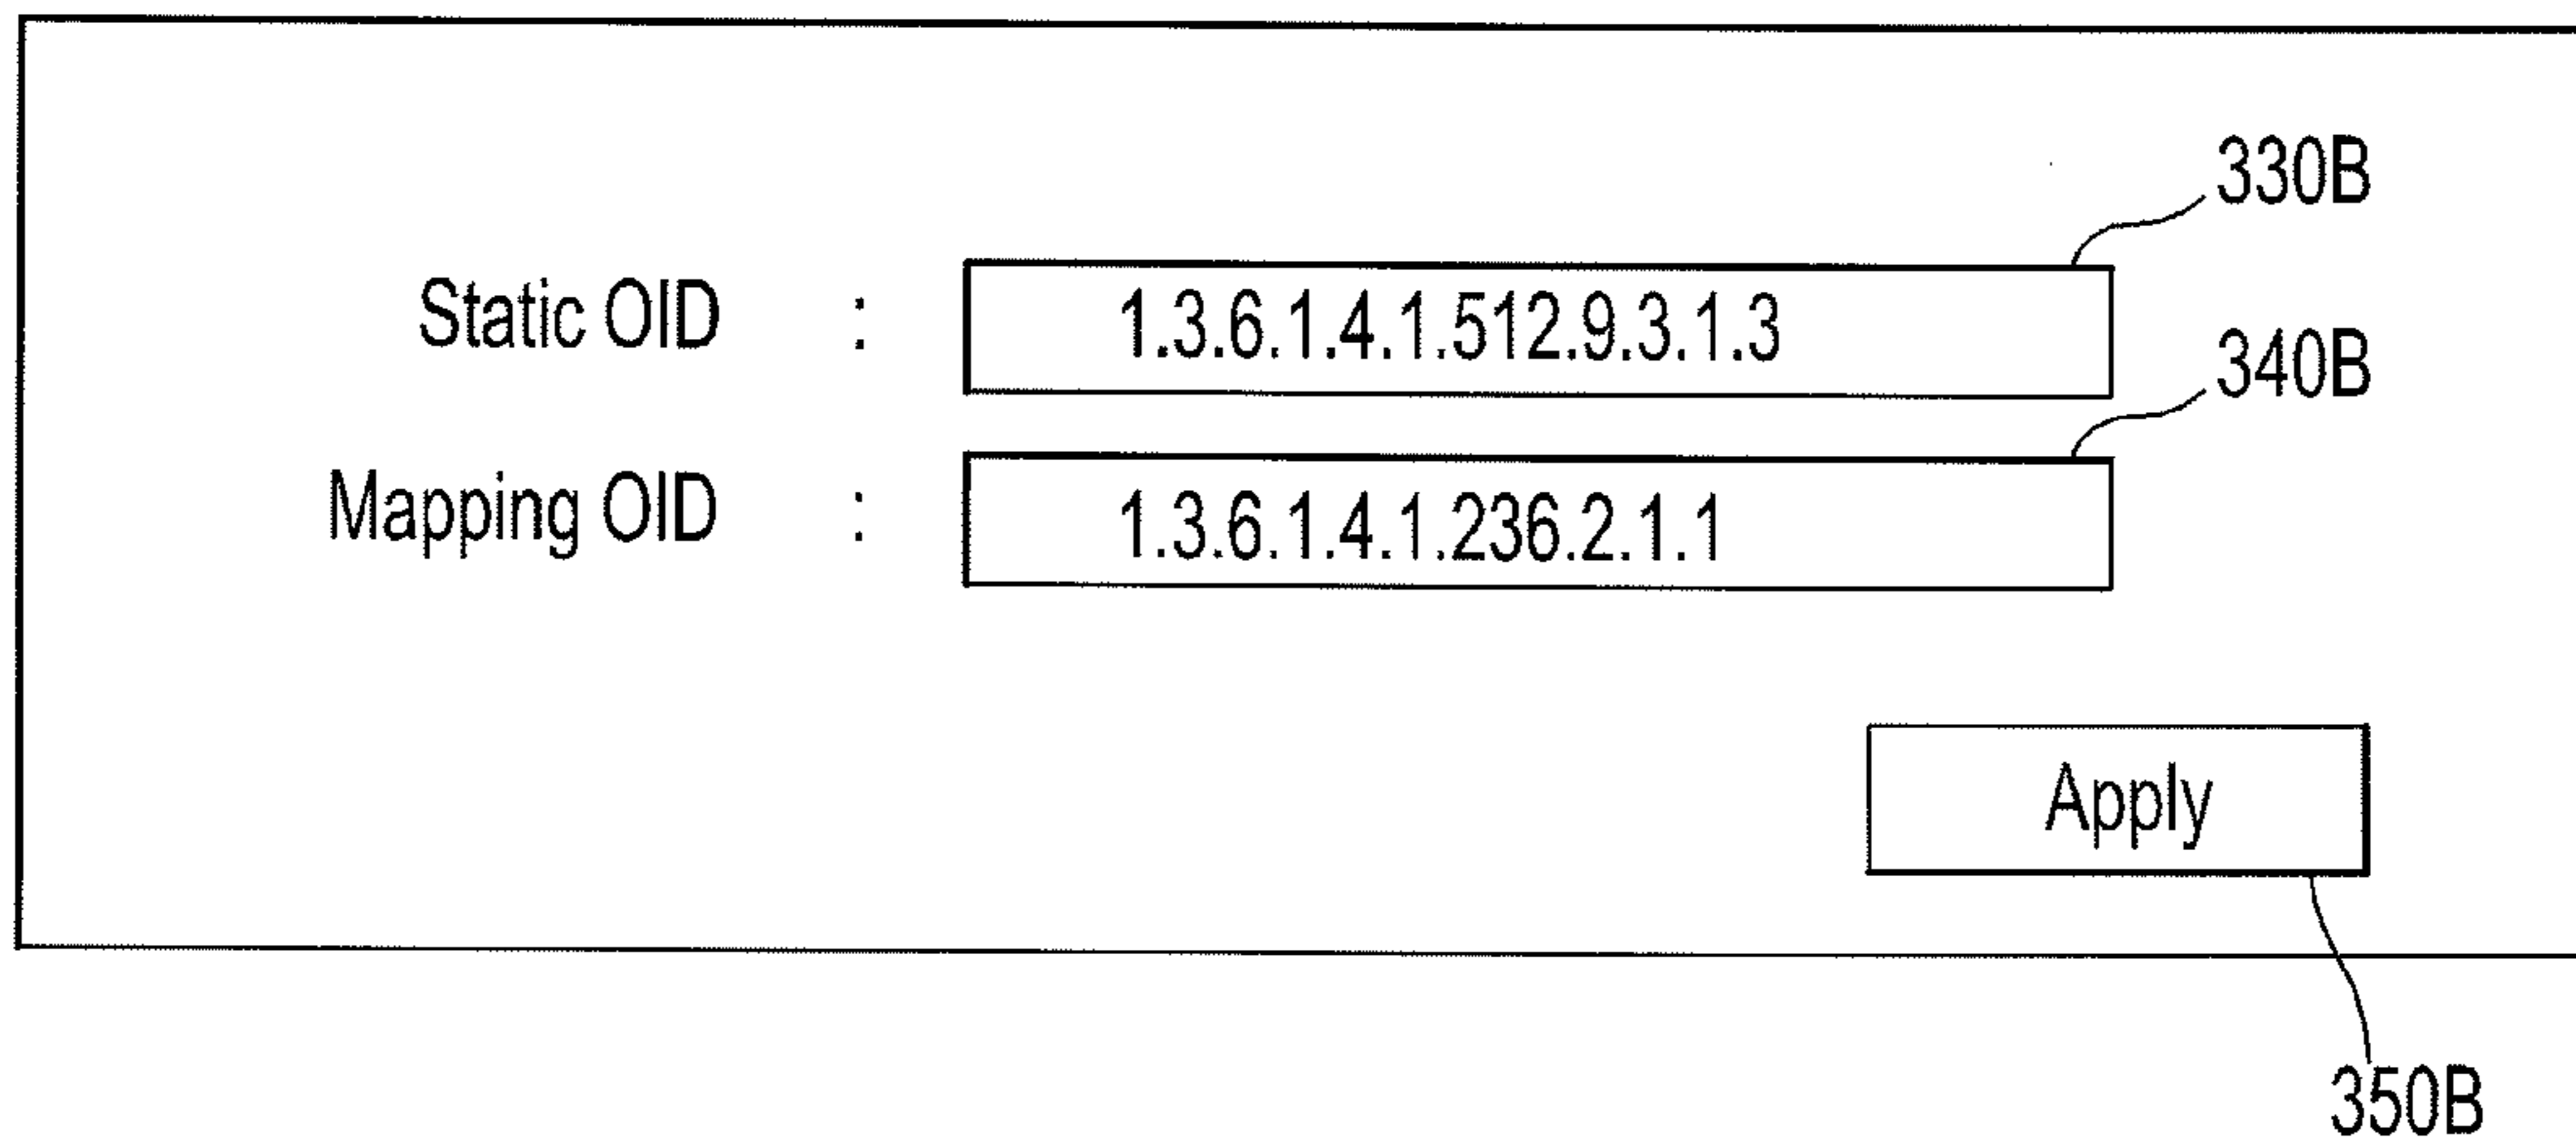 330B
Static OID : 1.3.6.1.4.1.512.9.3.1.3
340B
Mapping OID : 1.3.6.1.4.1.236.2.1.1
Apply
350B